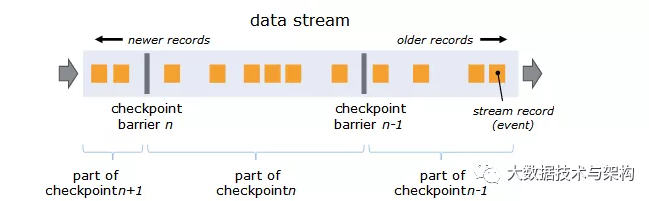 data stream
newer records
older records
checkpoint
barrier n
checkpoint
barrier n-1
stream record
(event)
part of
checkpointn+1
part of
checkpointn
part of
checkpointn-1
大数据技术与架构